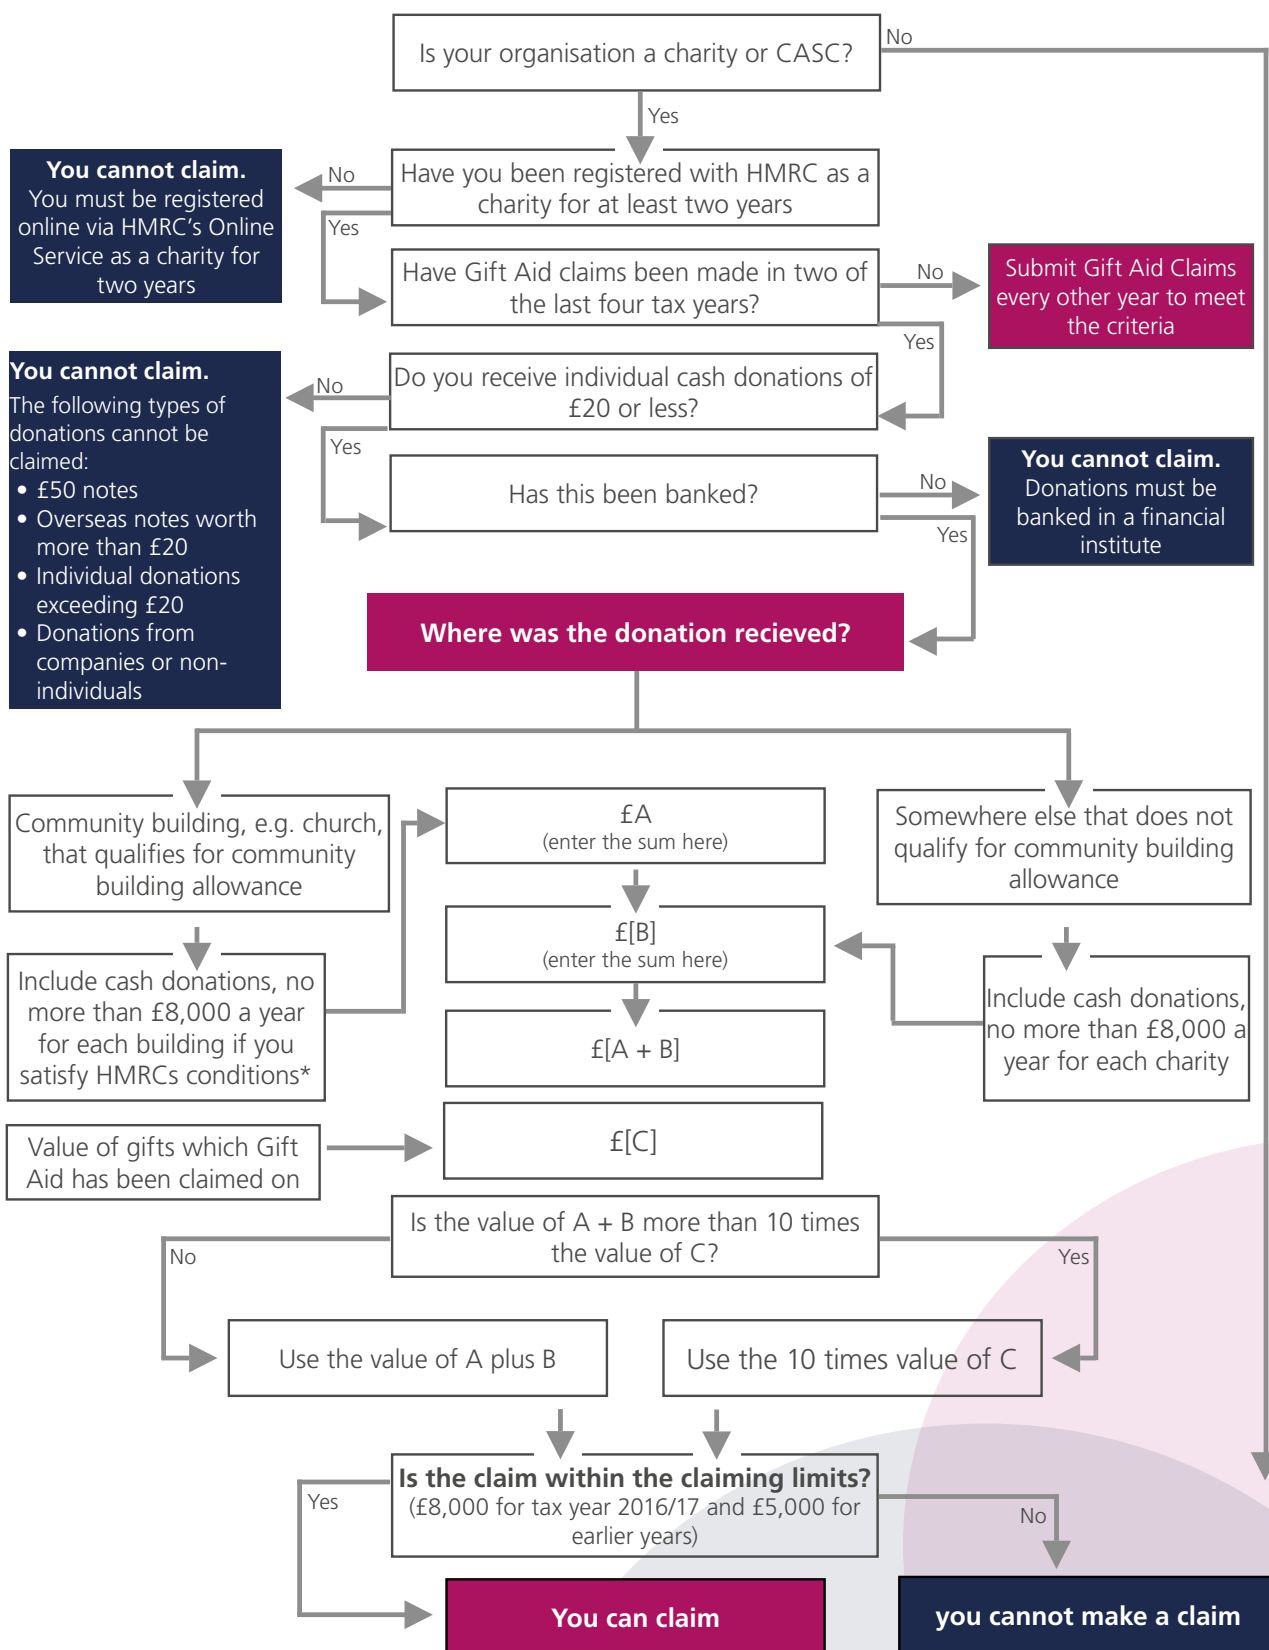 Is your organisation a charity or CASC?
No
Yes
You cannot claim.
You must be registered
online via HMRC's Online
Service as a charity for
two years
No
Have you been registered with HMRC as a
charity for at least two years
Yes
Have Gift Aid claims been made in two of
the last four tax years?
No
Submit Gift Aid Claims
every other year to meet
the criteria
Yes
You cannot claim.
The following types of
donations cannot be
claimed:
• £50 notes
• Overseas notes worth
more than £20
• Individual donations
exceeding £20
• Donations from
companies or non-
individuals
No
Do you receive individual cash donations of
£20 or less?
Yes
Has this been banked?
No
You cannot claim.
Donations must be
banked in a financial
institute
Yes
Where was the donation recieved?
Community building, e.g. church,
that qualifies for community
building allowance
£A
(enter the sum here)
Somewhere else that does not
qualify for community building
allowance
£[B]
(enter the sum here)
Include cash donations, no
more than £8,000 a year
for each building if you
satisfy HMRCs conditions*
Include cash donations,
no more than £8,000 a
year for each charity
£[A + B]
Value of gifts which Gift
Aid has been claimed on
£[C]
Is the value of A + B more than 10 times
the value of C?
No
Yes
Use the value of A plus B
Use the 10 times value of C
Is the claim within the claiming limits?
(£8,000 for tax year 2016/17 and £5,000 for
earlier years)
Yes
No
You can claim
you cannot make a claim